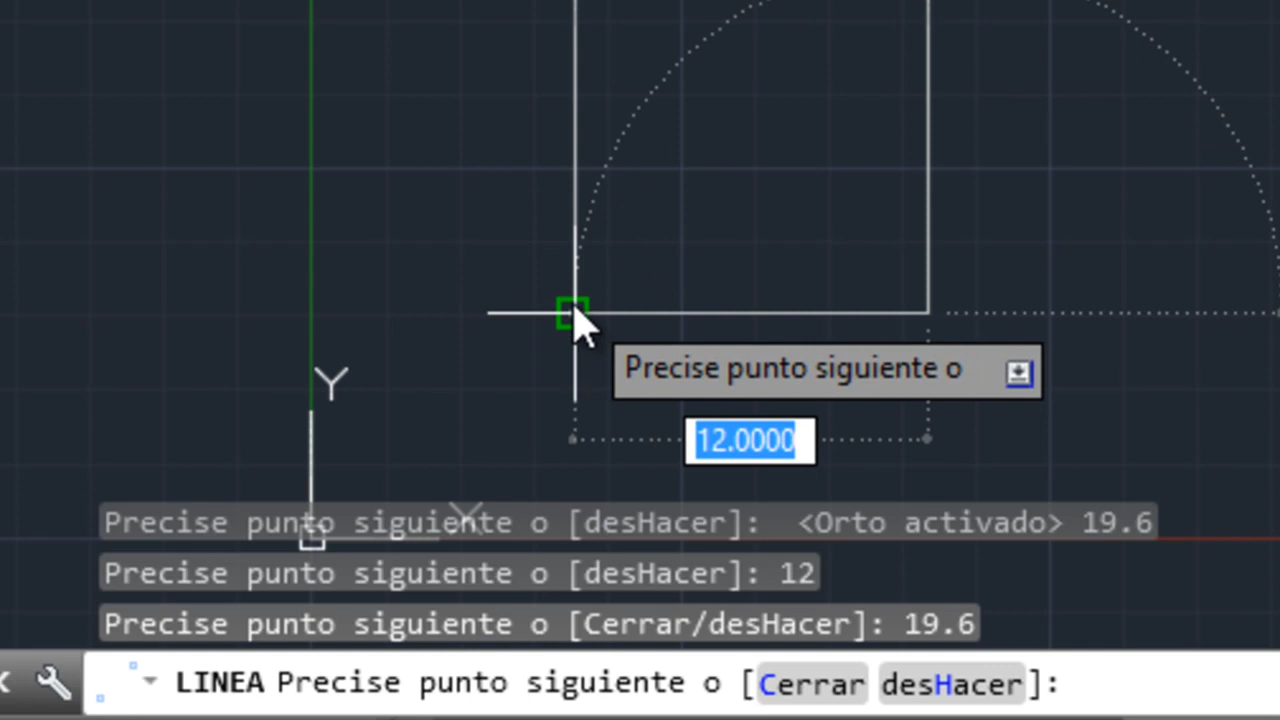 Precise punto siguiente o
12.0000
Y
X
Precise punto siguiente o [desHacer]: <Orto activado> 19.6
Precise punto siguiente o [desHacer]: 12
Precise punto siguiente o [Cerrar/desHacer]: 19.6
LINEA Precise punto siguiente o [Cerrar desHacer]: